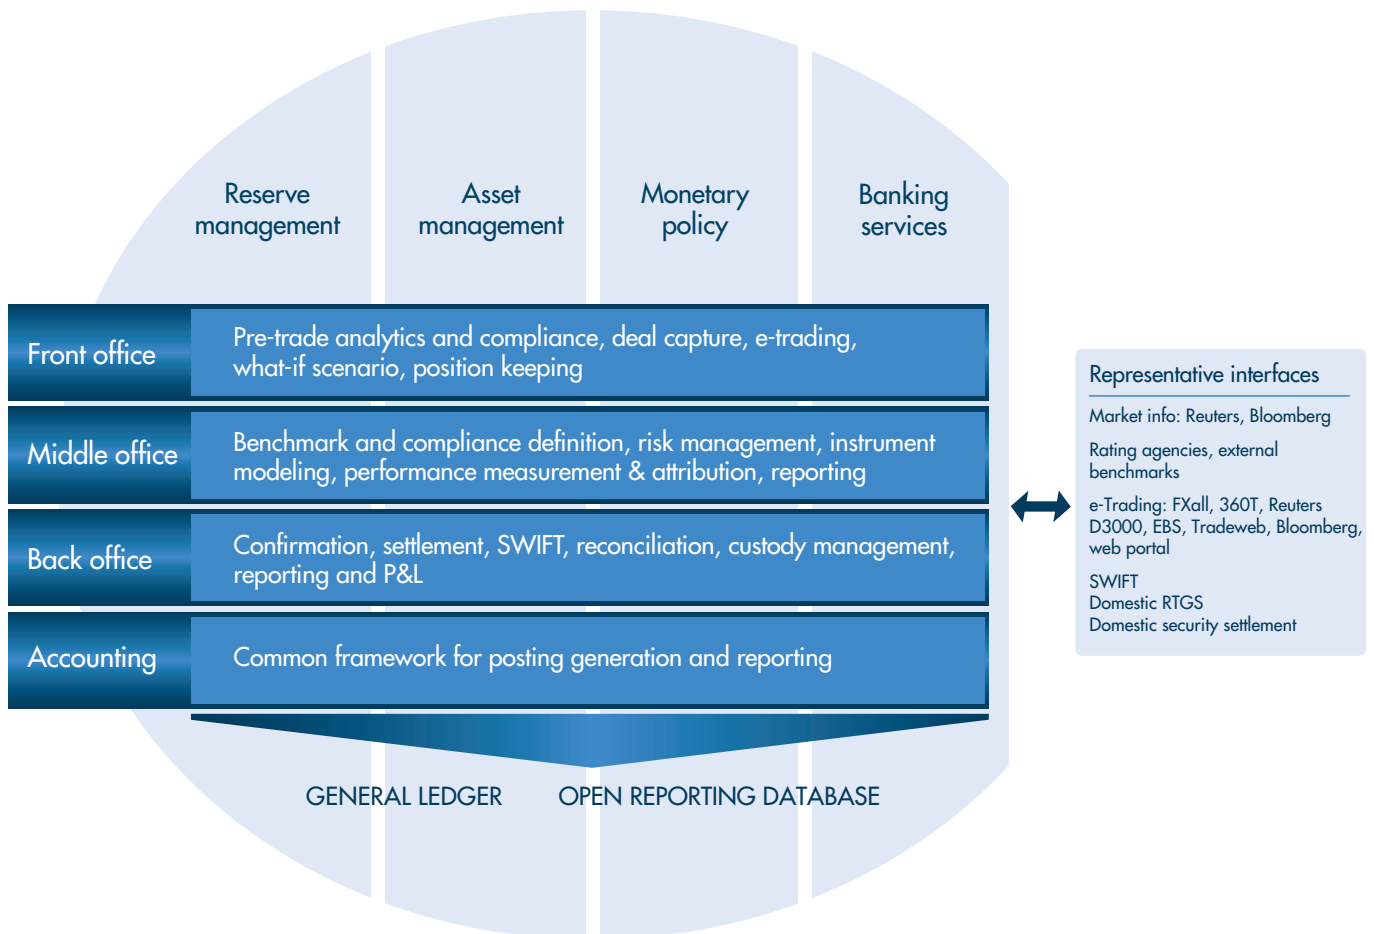 Reserve
management
Asset
management
Monetary
policy
Banking
services
Front office
Pre-trade analytics and compliance, deal capture, e-trading,
what-if scenario, position keeping
Middle office
Benchmark and compliance definition, risk management, instrument
modeling, performance measurement & attribution, reporting
Back office
Confirmation, settlement, SWIFT, reconciliation, custody management,
reporting and P&L
Accounting
Common framework for posting generation and reporting
GENERAL LEDGER
OPEN REPORTING DATABASE
Representative interfaces
Market info: Reuters, Bloomberg
Rating agencies, external
benchmarks
e-Trading: FXall, 360T, Reuters
D3000, EBS, Tradeweb, Bloomberg,
web portal
SWIFT
Domestic RTGS
Domestic security settlement